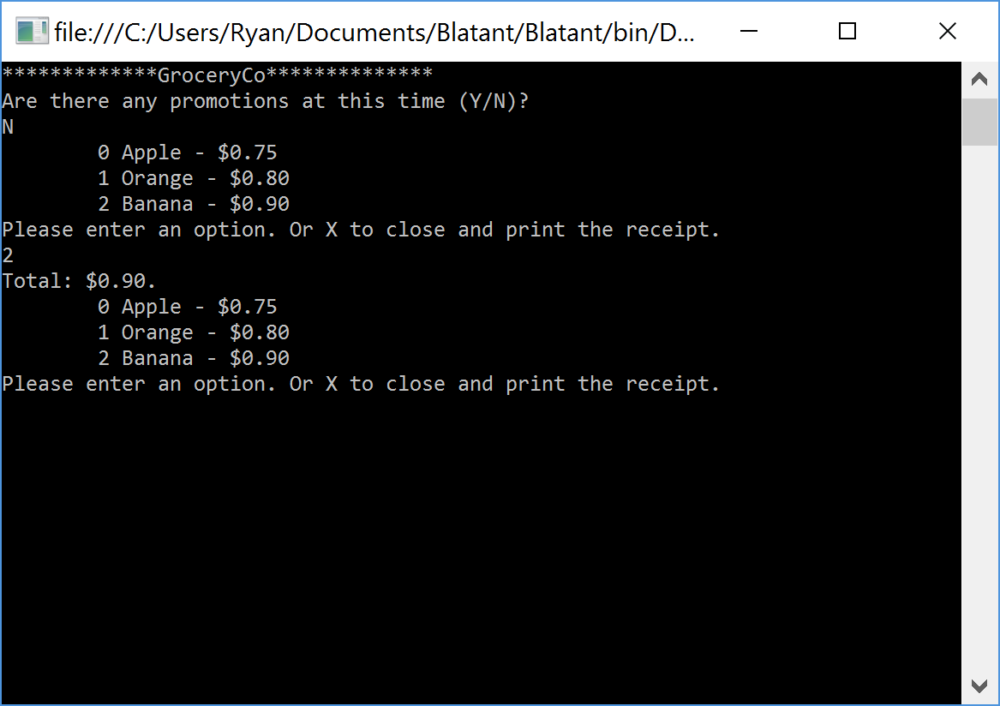 file:///C:/Users/Ryan/Documents/Blatant/Blatant/bin/D...
*************GroceryCo**************
Are there any promotions at this time (Y/N)?
N
        0 Apple - $0.75
        1 Orange - $0.80
        2 Banana - $0.90
Please enter an option. Or X to close and print the receipt.
2
Total: $0.90.
        0 Apple - $0.75
        1 Orange - $0.80
        2 Banana - $0.90
Please enter an option. Or X to close and print the receipt.